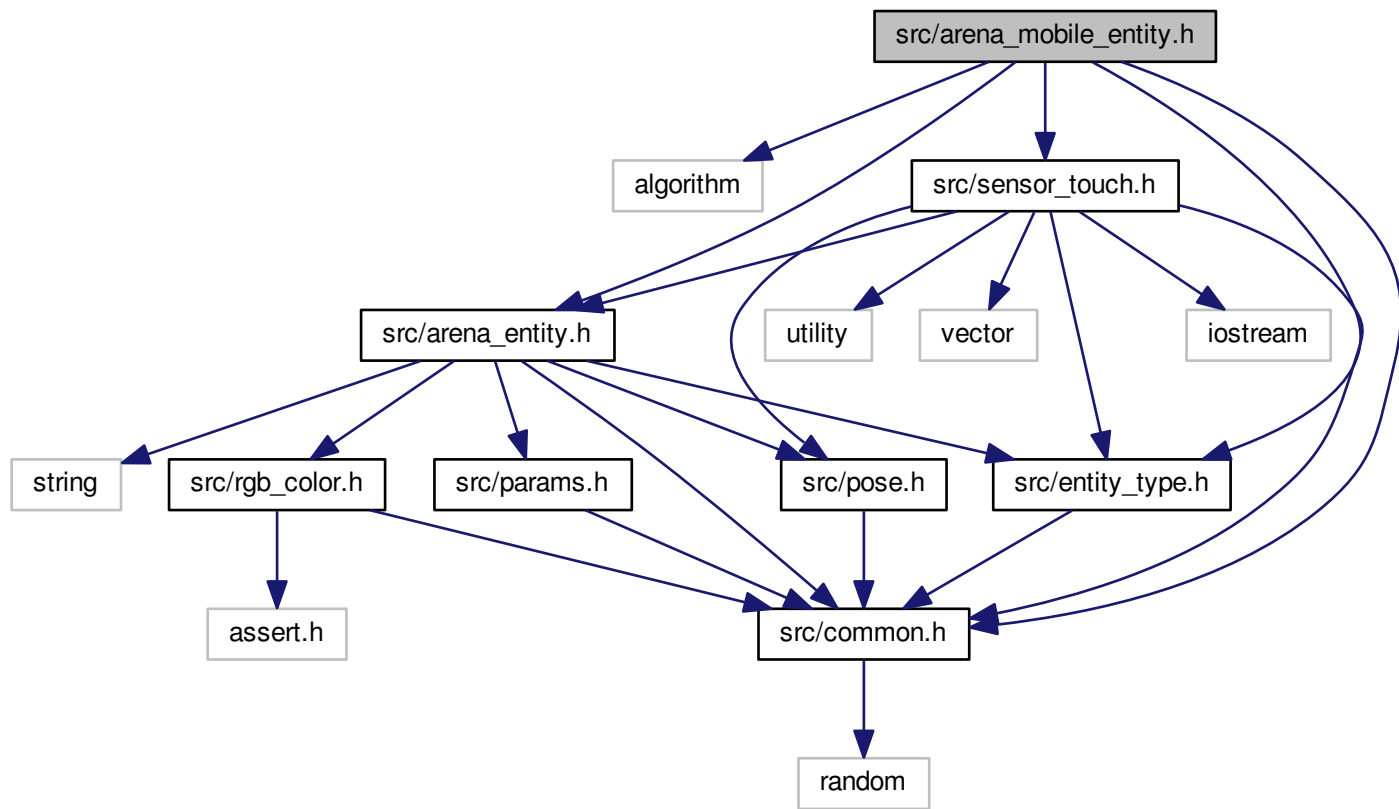 src/arena_mobile_entity.h
algorithm
src/sensor_touch.h
src/arena_entity.h
utility
vector
iostream
string
src/rgb_color.h
src/params.h
src/pose.h
src/entity_type.h
assert.h
src/common.h
random